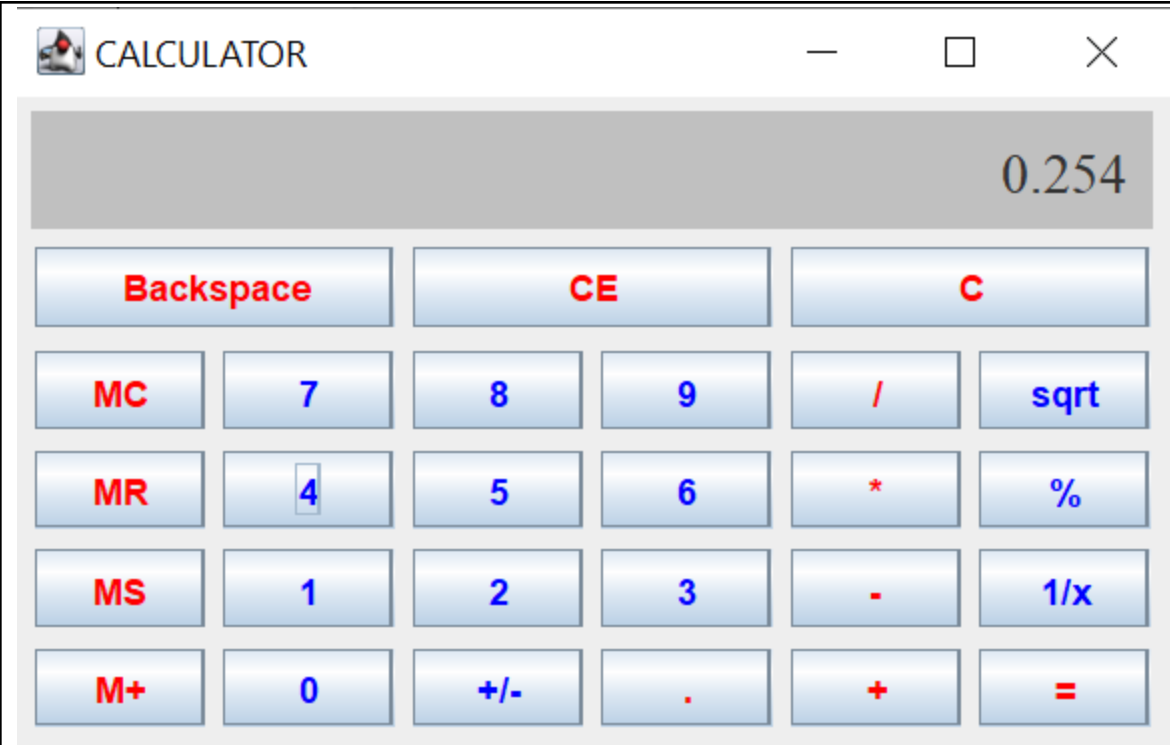 CALCULATOR
0.254
Backspace CE C
MC 7 8 9 / sqrt
MR 4 5 6 * %
MS 1 2 3 - 1/x
M+ 0 +/- . + =